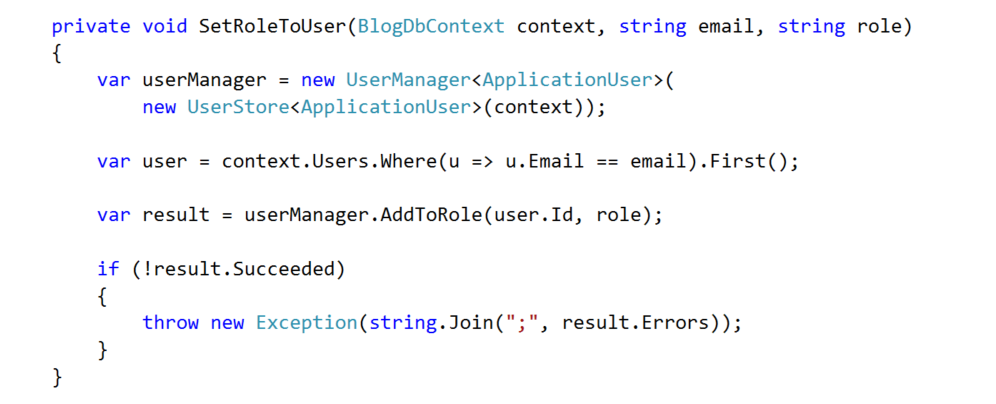 private void SetRoleToUser(BlogDbContext context, string email, string role)
{
    var userManager = new UserManager<ApplicationUser>(
        new UserStore<ApplicationUser>(context));

    var user = context.Users.Where(u => u.Email == email).First();

    var result = userManager.AddToRole(user.Id, role);

    if (!result.Succeeded)
    {
        throw new Exception(string.Join(";", result.Errors));
    }
}